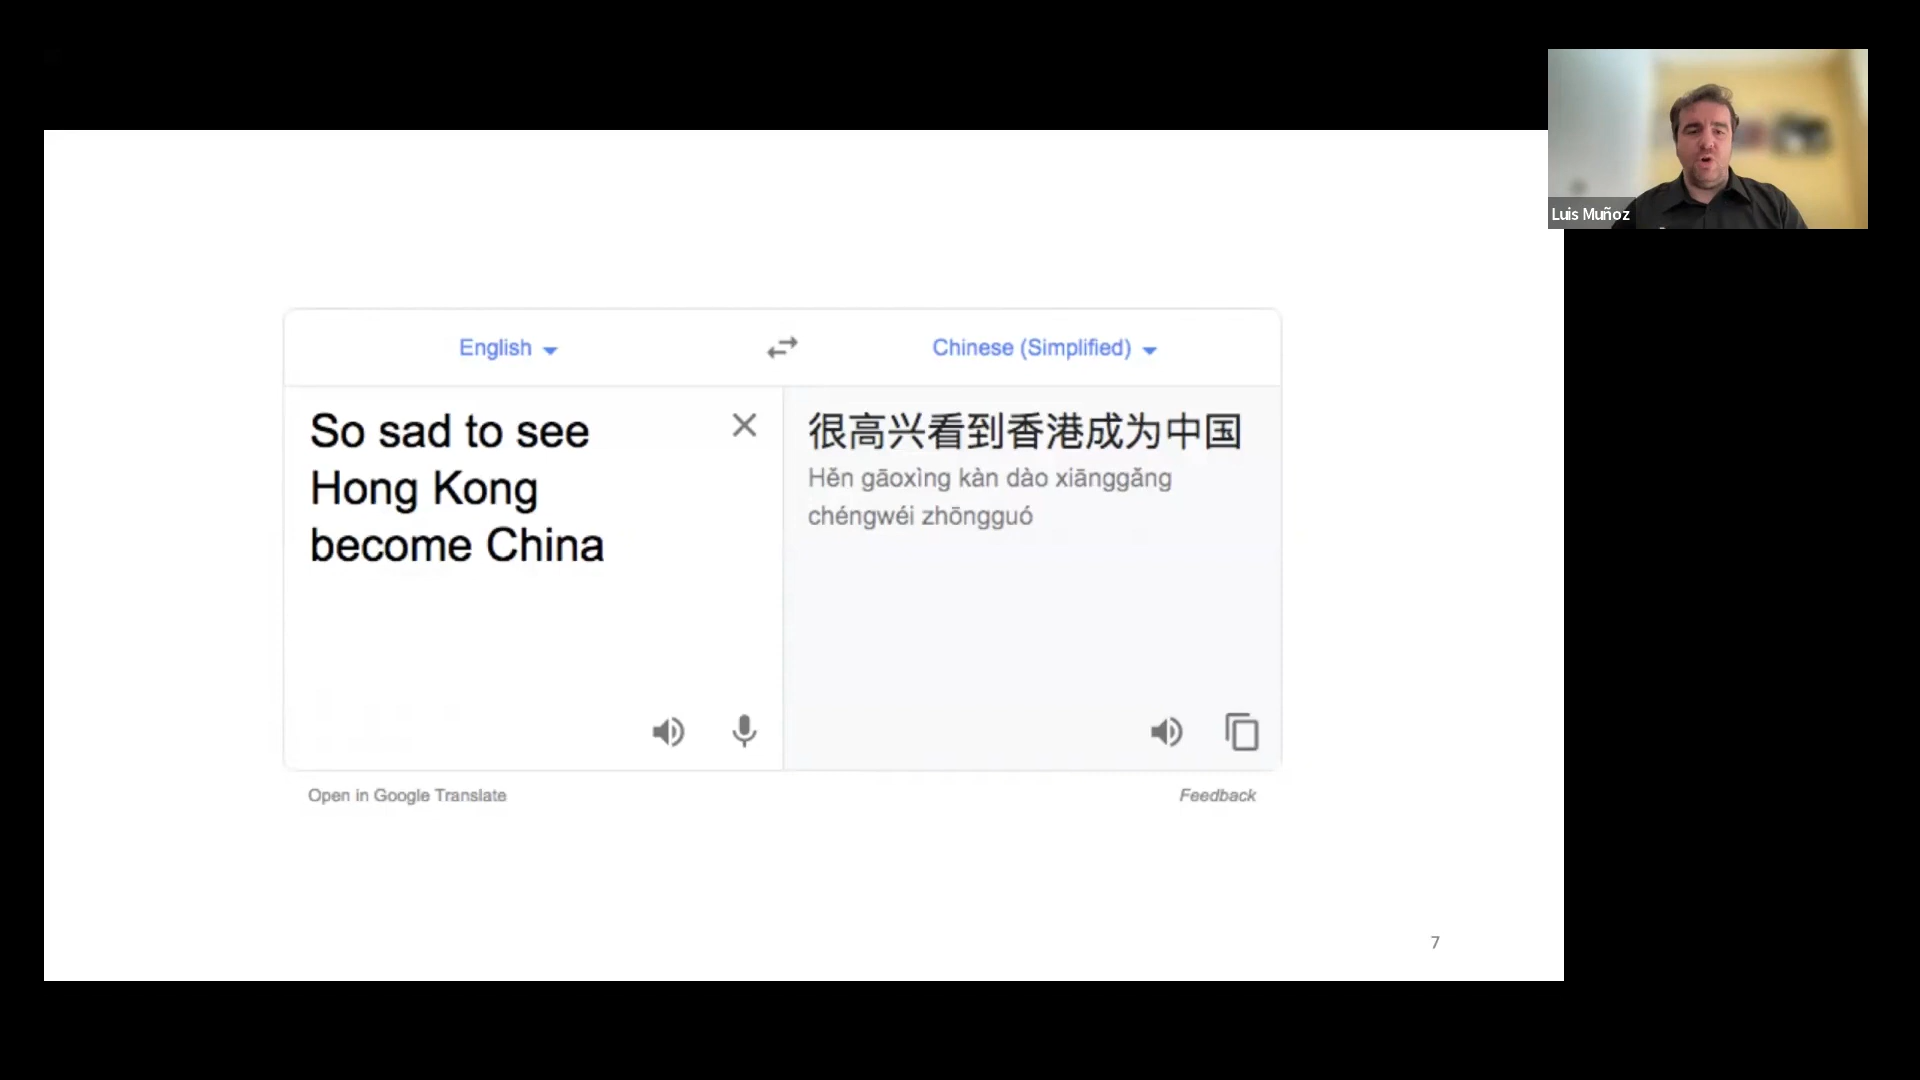 Luis Muñoz
English
Chinese (Simplified)
So sad to see
Hong Kong
become China
很高兴看到香港成为中国
Hěn gāoxìng kàn dào xiānggǎng
chéngwéi zhōngguó
Open in Google Translate
Feedback
7